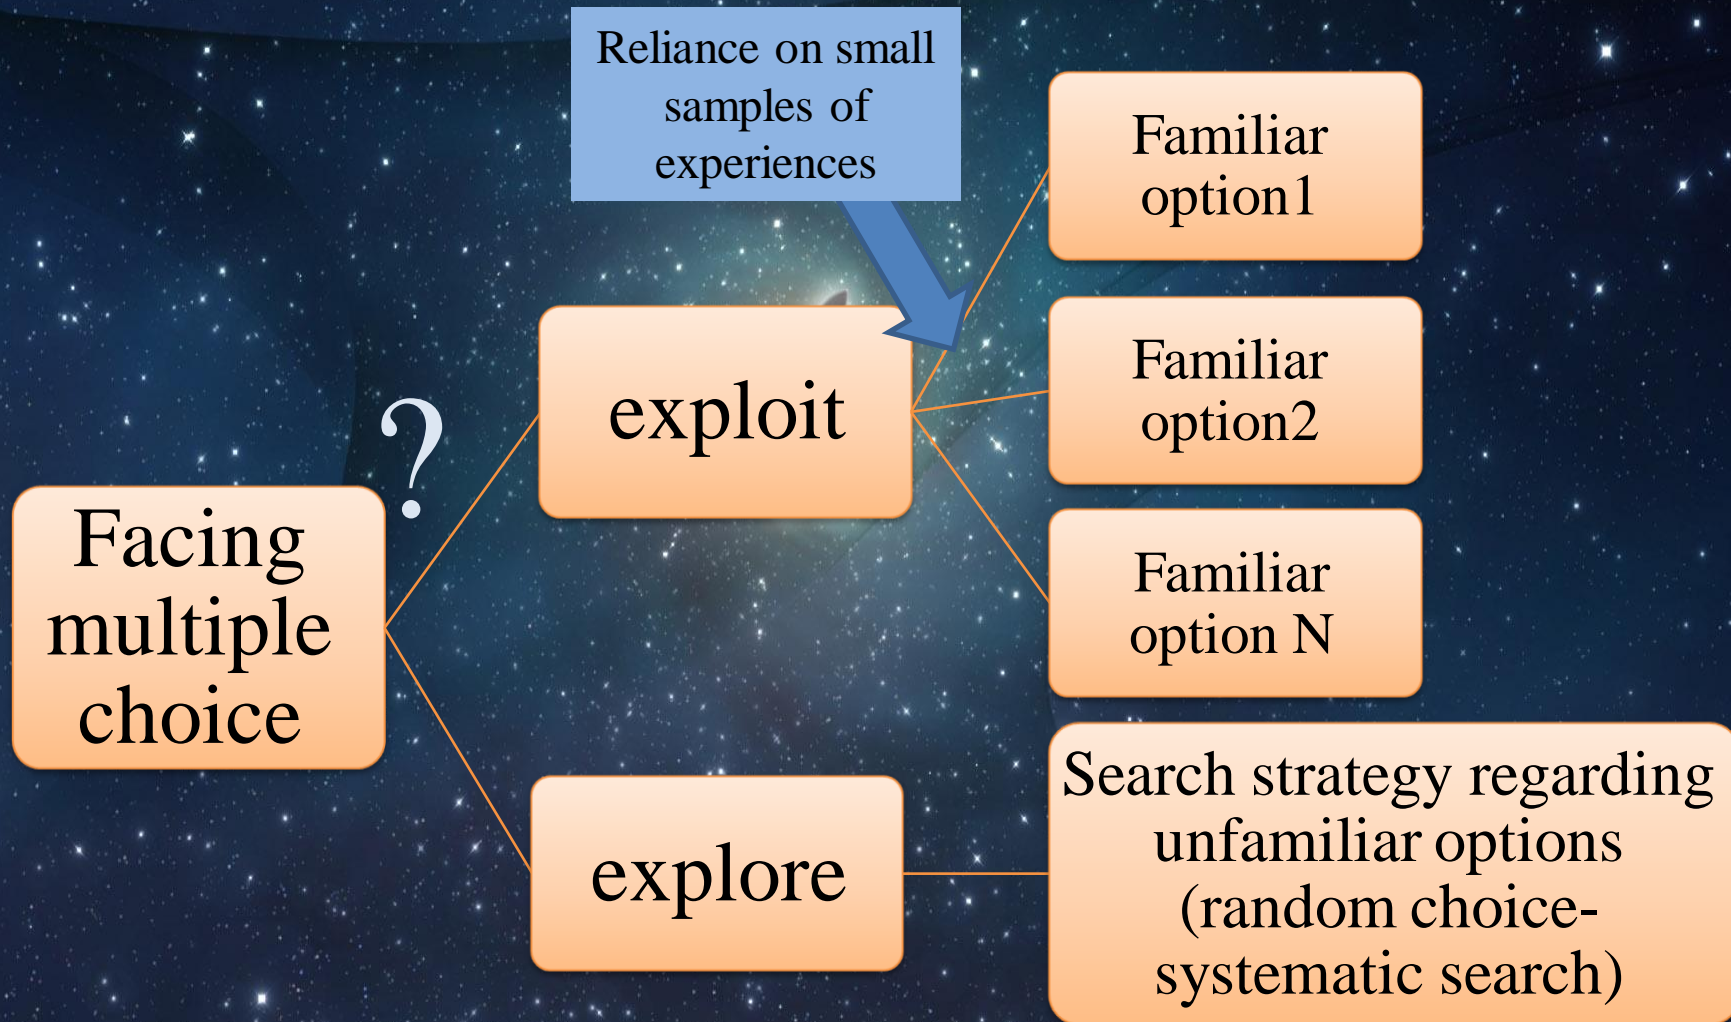 Reliance on small
samples of
experiences
Familiar
option1
Familiar
option2
Familiar
option N
exploit
?
Facing
multiple
choice
explore
Search strategy regarding
unfamiliar options
(random choice-
systematic search)